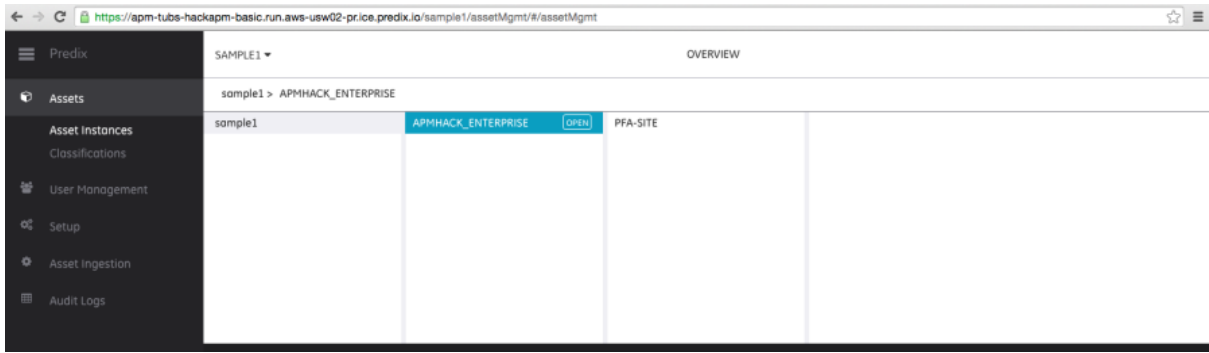 https://apm-tubs-hackapm-basic.run.aws-usw02-pr.ice.predix.io/sample1/assetMgmt/#/assetMgmt
Predix
SAMPLE1
OVERVIEW
Assets
sample1 > APMHACK_ENTERPRISE
Asset Instances
Classifications
User Management
Setup
Asset Ingestion
Audit Logs
sample1
APMHACK_ENTERPRISE OPEN
PFA-SITE